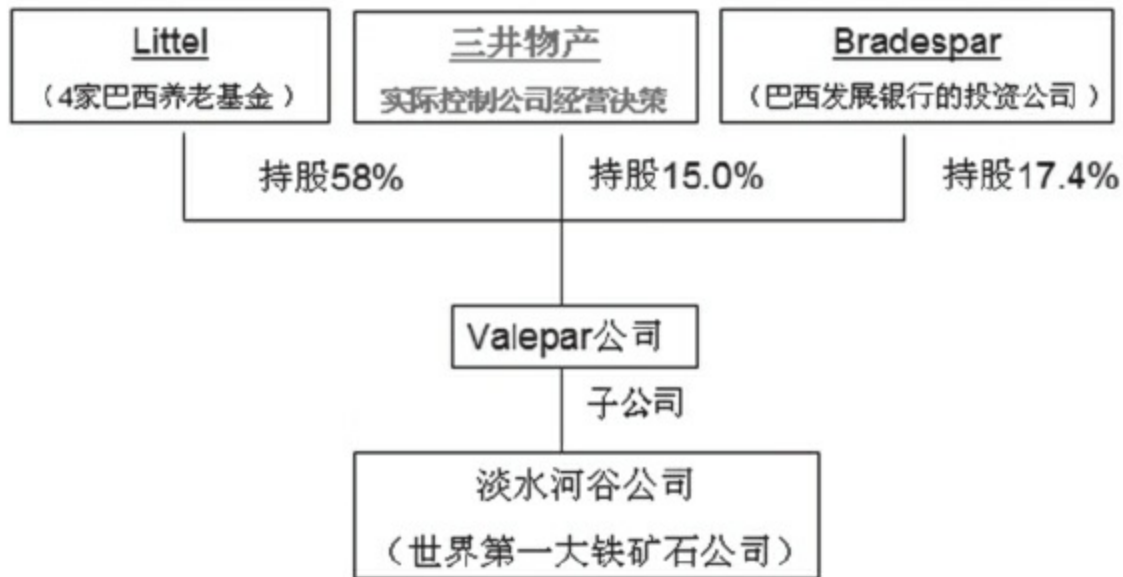 Littel
（4家巴西养老基金）
三井物产
实际控制公司经营决策
Bradespar
（巴西发展银行的投资公司）
持股58%
持股15.0%
持股17.4%
Valepar公司
子公司
淡水河谷公司
（世界第一大铁矿石公司）